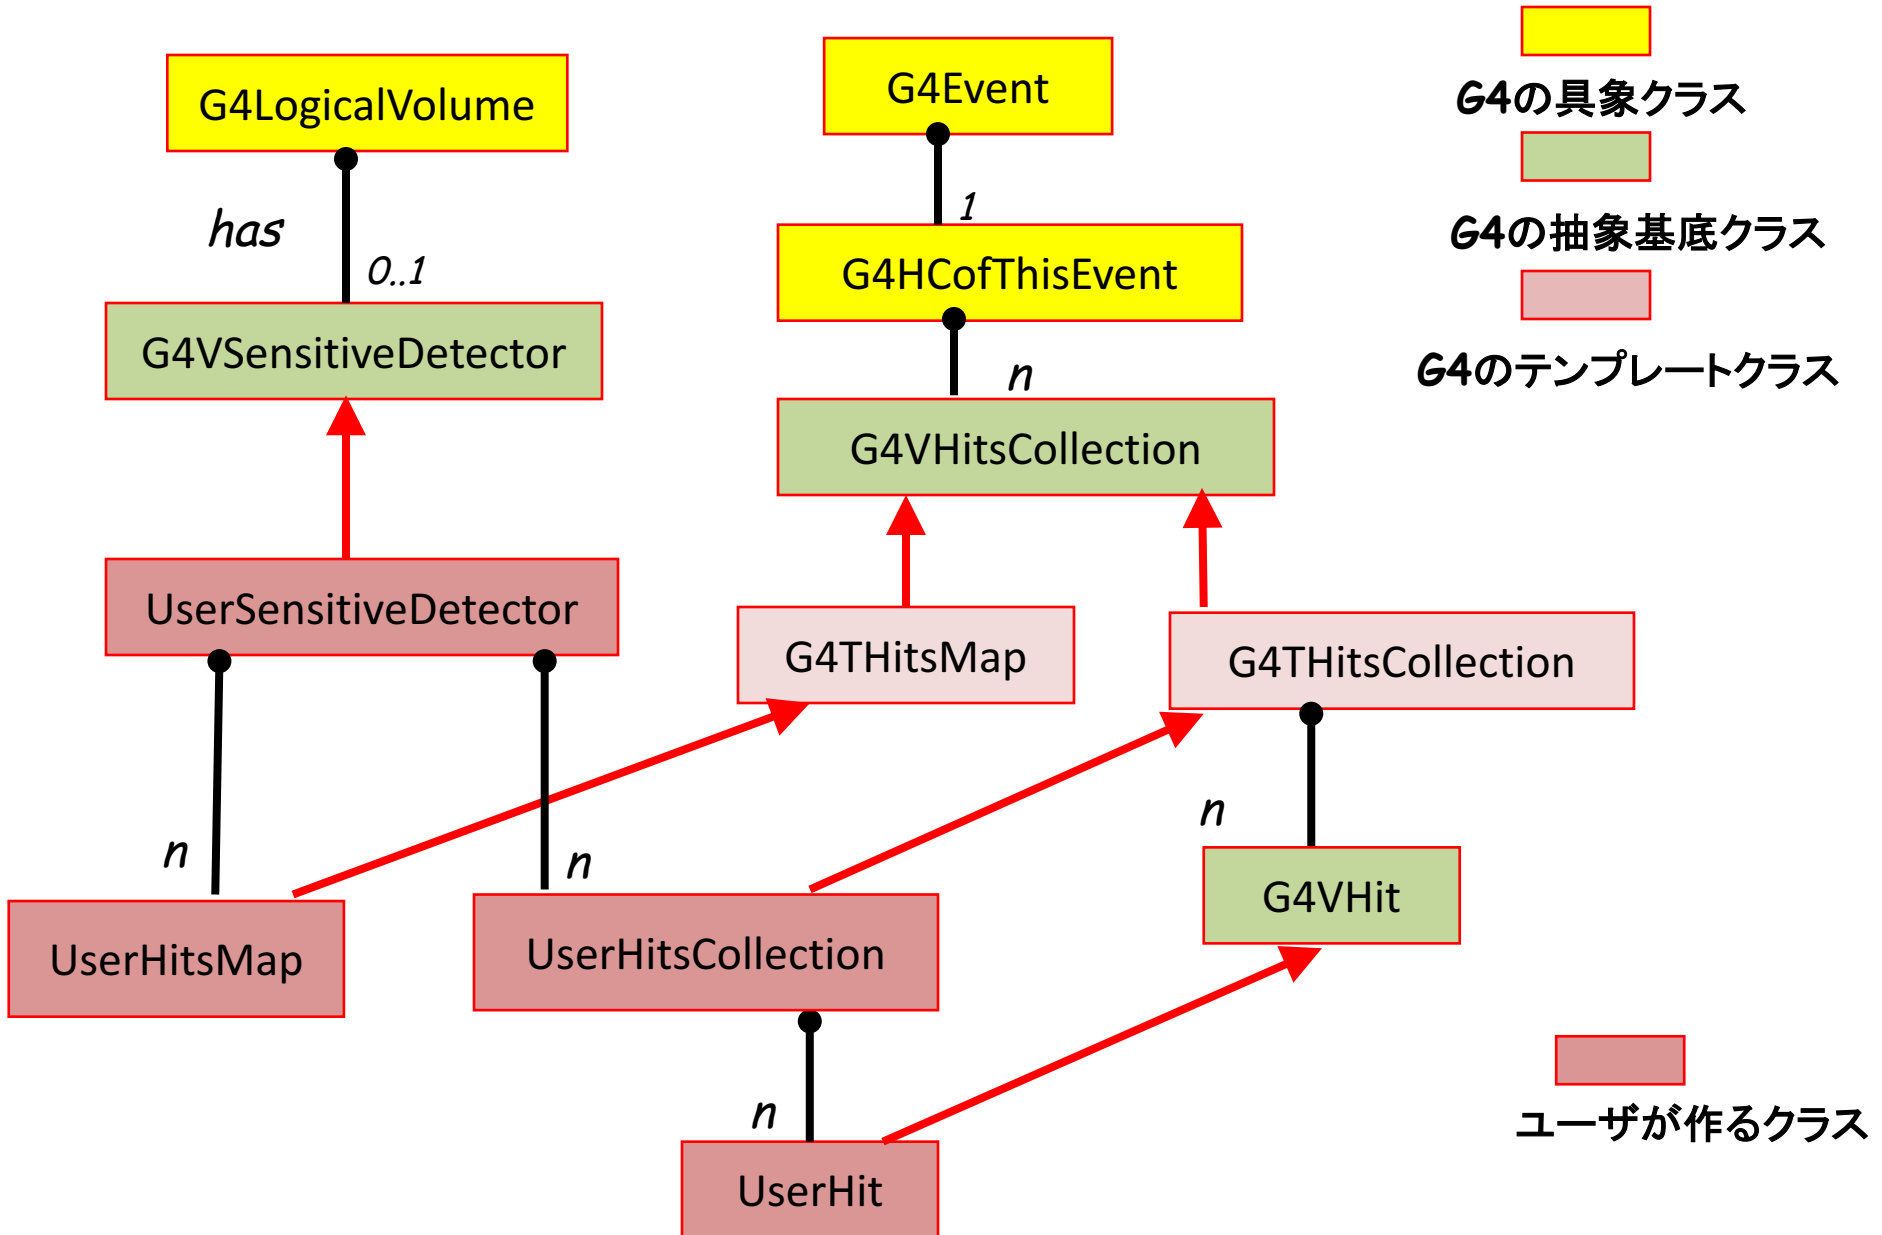 G4LogicalVolume
has
0..1
G4VSensitiveDetector
UserSensitiveDetector
n
n
UserHitsMap
UserHitsCollection
n
UserHit
G4Event
1
G4HCofThisEvent
n
G4VHitsCollection
G4THitsMap
G4THitsCollection
n
G4VHit
G4の具象クラス
G4の抽象基底クラス
G4のテンプレートクラス
ユーザが作るクラス